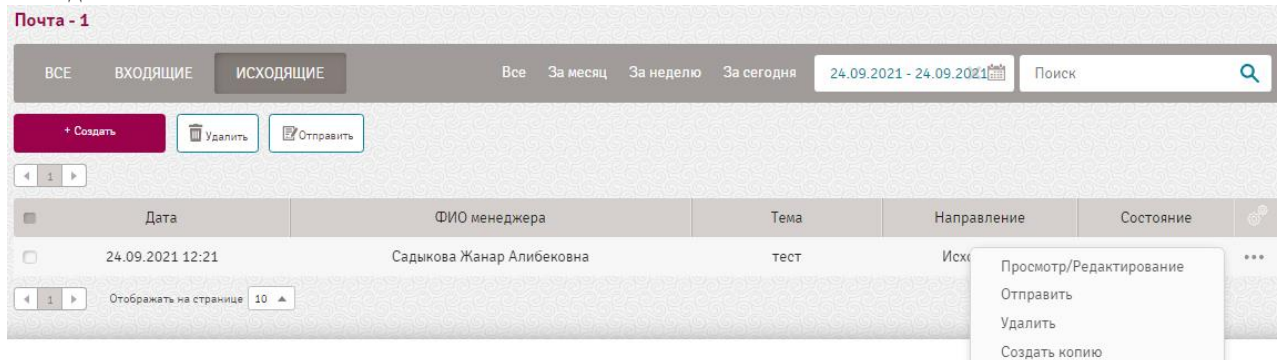 Почта - 1
ВСЕ ВХОДЯЩИЕ ИСХОДЯЩИЕ Все За месяц За неделю За сегодня 24.09.2021 - 24.09.2021 Поиск
+ Создать Удалить Отправить
1
Дата ФИО менеджера Тема Направление Состояние
24.09.2021 12:21 Садыкова Жанар Алибековна тест Исхо
Просмотр/Редактирование
1 Отображать на странице 10
Отправить
Удалить
Создать копию